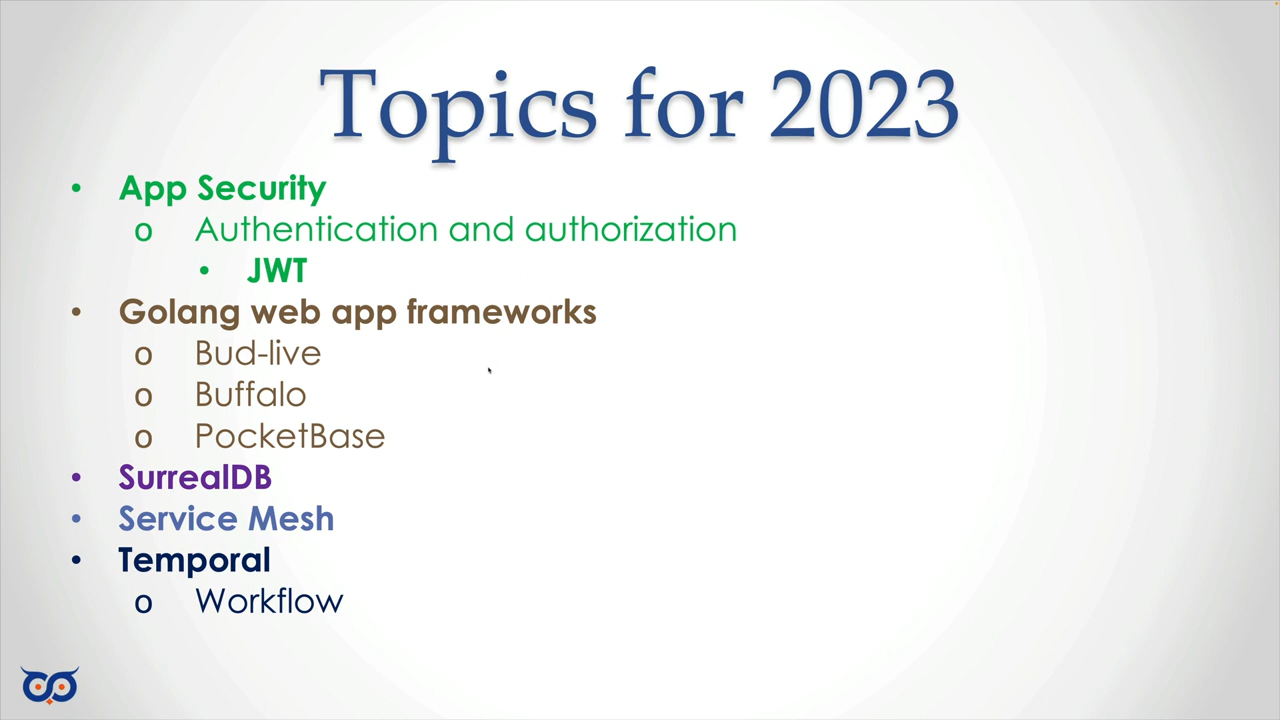 Topics for 2023
• App Security
o Authentication and authorization
• JWT
• Golang web app frameworks
o Bud-live
o Buffalo
o PocketBase
• SurrealDB
• Service Mesh
• Temporal
o Workflow